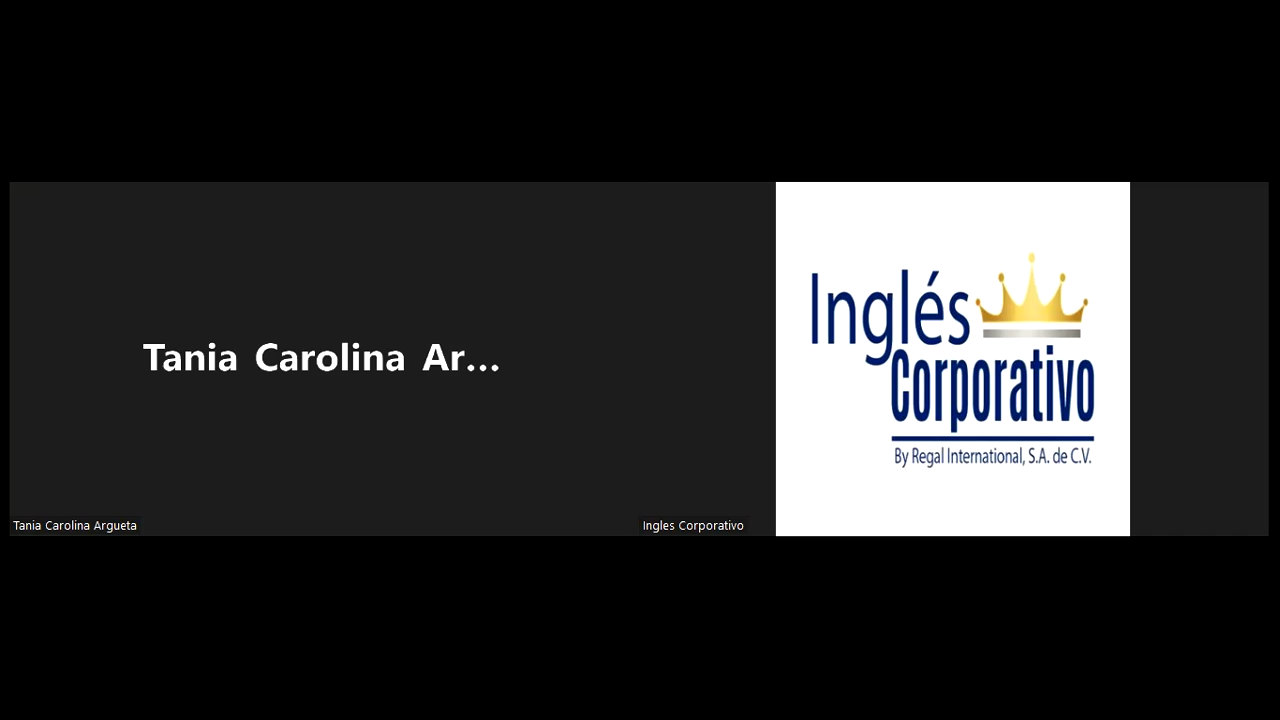 Tania Carolina Ar...
Tania Carolina Argueta
Inglés
Corporativo
By Regal International, S.A. de C.V.
Ingles Corporativo